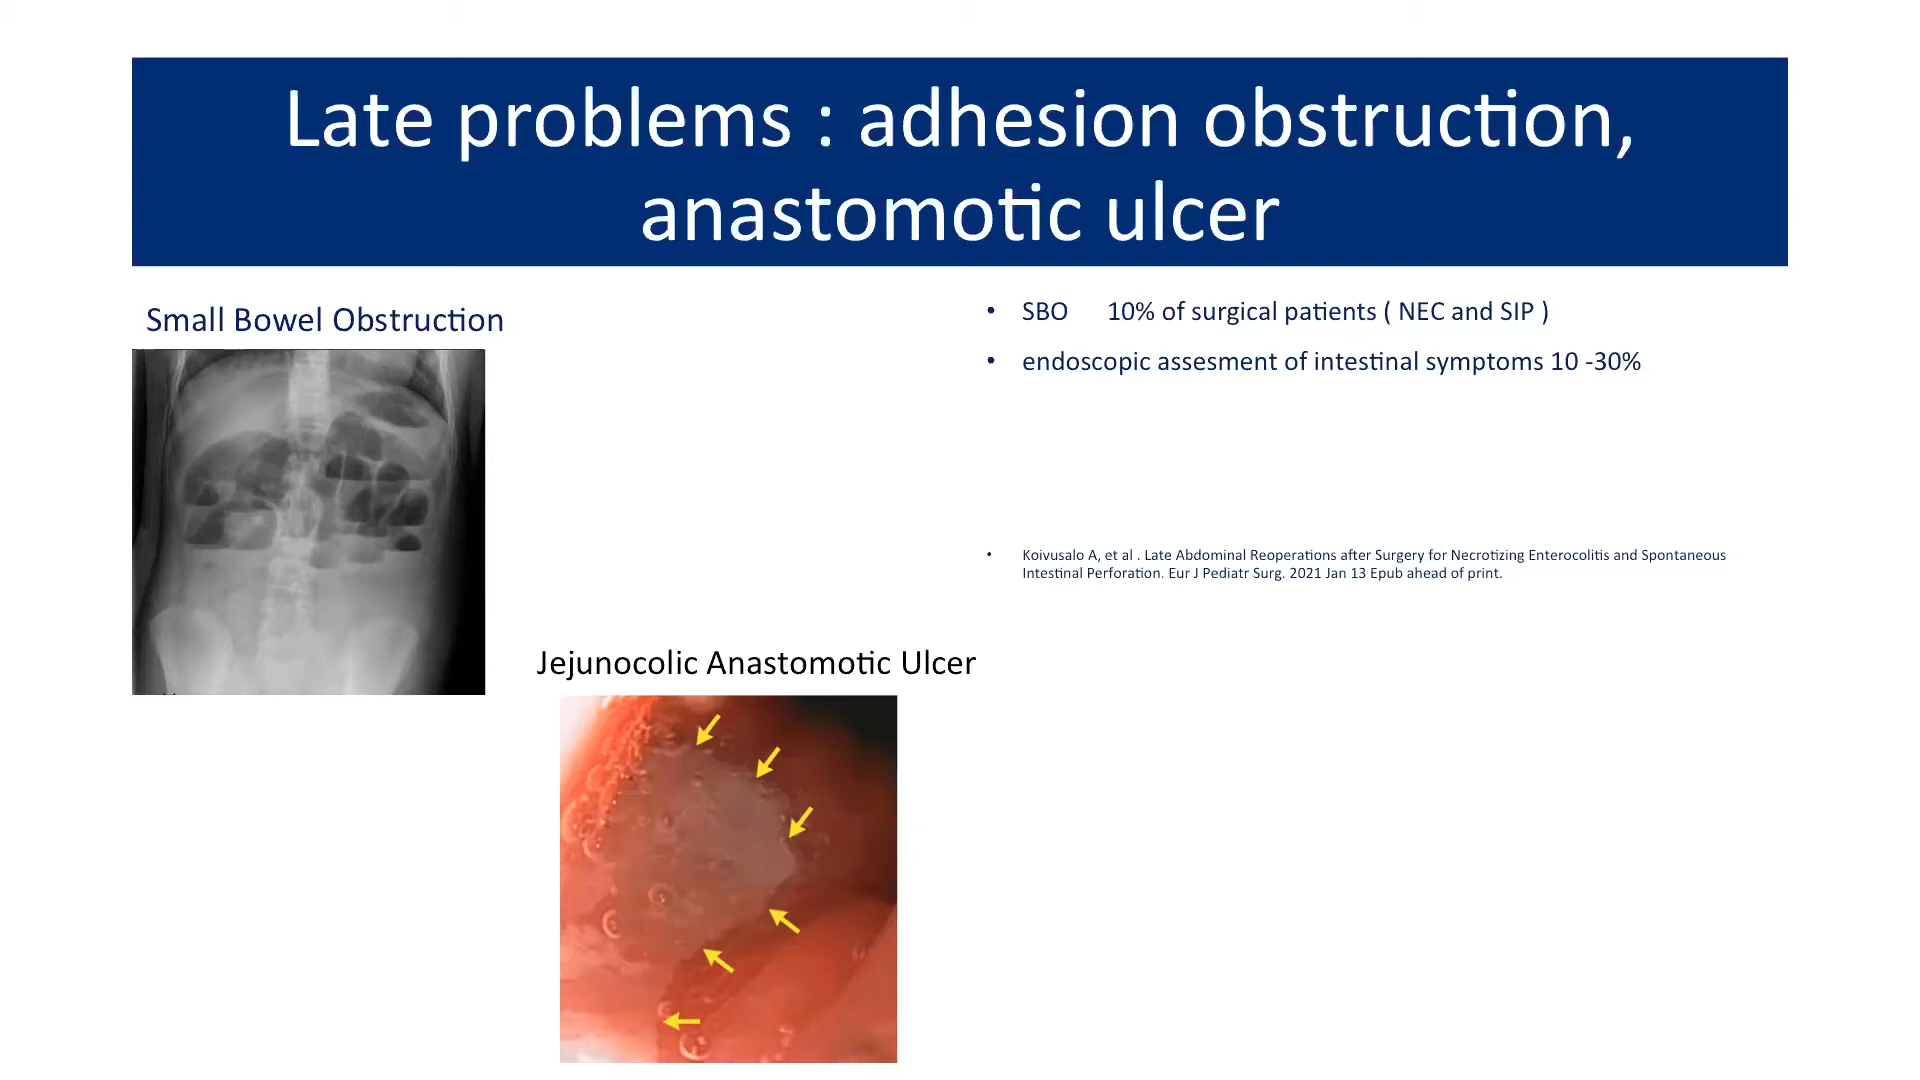 Late problems : adhesion obstruction,
anastomotic ulcer
Small Bowel Obstruction
• SBO 10% of surgical patients ( NEC and SIP )
• endoscopic assesment of intestinal symptoms 10 -30%
• Koivusalo A, et al . Late Abdominal Reoperations after Surgery for Necrotizing Enterocolitis and Spontaneous
Intestinal Perforation. Eur J Pediatr Surg. 2021 Jan 13 Epub ahead of print.
Jejunocolic Anastomotic Ulcer